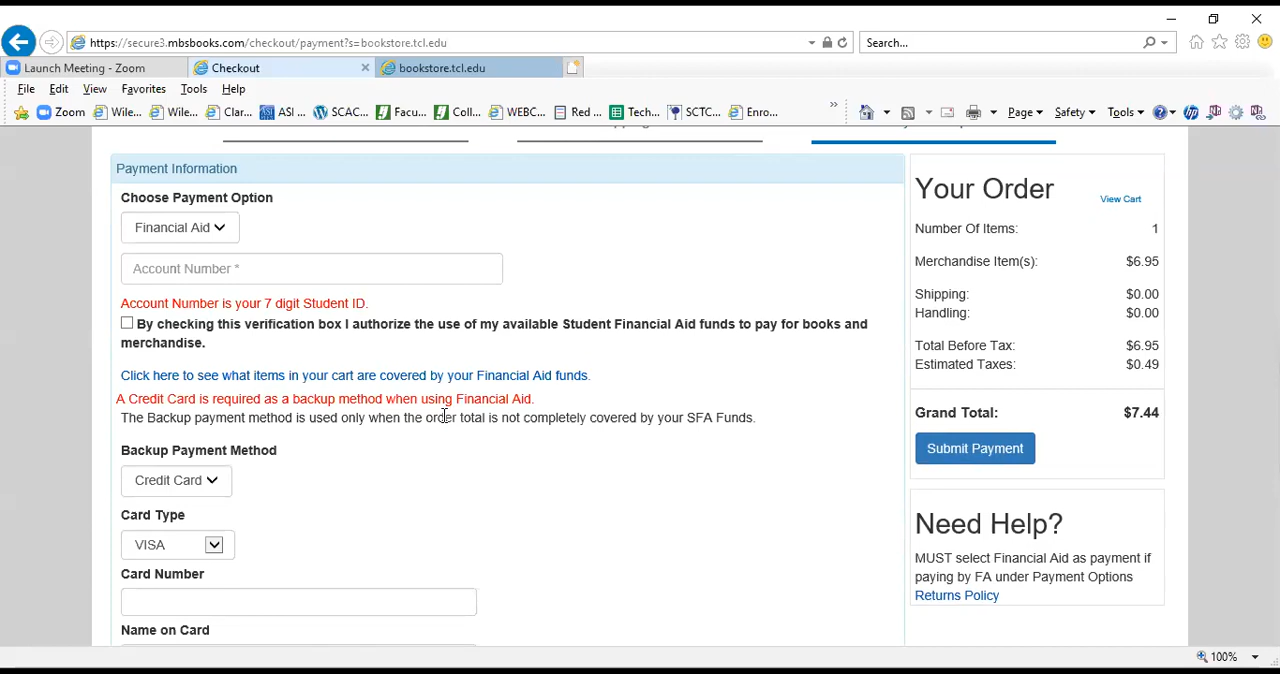 https://secure3.mbsbooks.com/checkout/payment?s=bookstore.tcl.edu
Search...
Launch Meeting - Zoom
Checkout
bookstore.tcl.edu
File Edit View Favorites Tools Help
Zoom Wile... Wile... Clar... ASI ... SCAC... Facu... Coll... WEBC... Red ... Tech... SCTC... Enro... » Page Safety Tools
Payment Information
Choose Payment Option
Financial Aid
Account Number *
Account Number is your 7 digit Student ID.
By checking this verification box I authorize the use of my available Student Financial Aid funds to pay for books and
merchandise.
Click here to see what items in your cart are covered by your Financial Aid funds.
A Credit Card is required as a backup method when using Financial Aid.
The Backup payment method is used only when the order total is not completely covered by your SFA Funds.
Backup Payment Method
Credit Card
Card Type
VISA
Card Number
Name on Card
Your Order
View Cart
Number Of Items: 1
Merchandise Item(s): $6.95
Shipping: $0.00
Handling: $0.00
Total Before Tax: $6.95
Estimated Taxes: $0.49
Grand Total: $7.44
Submit Payment
Need Help?
MUST select Financial Aid as payment if
paying by FA under Payment Options
Returns Policy
100%